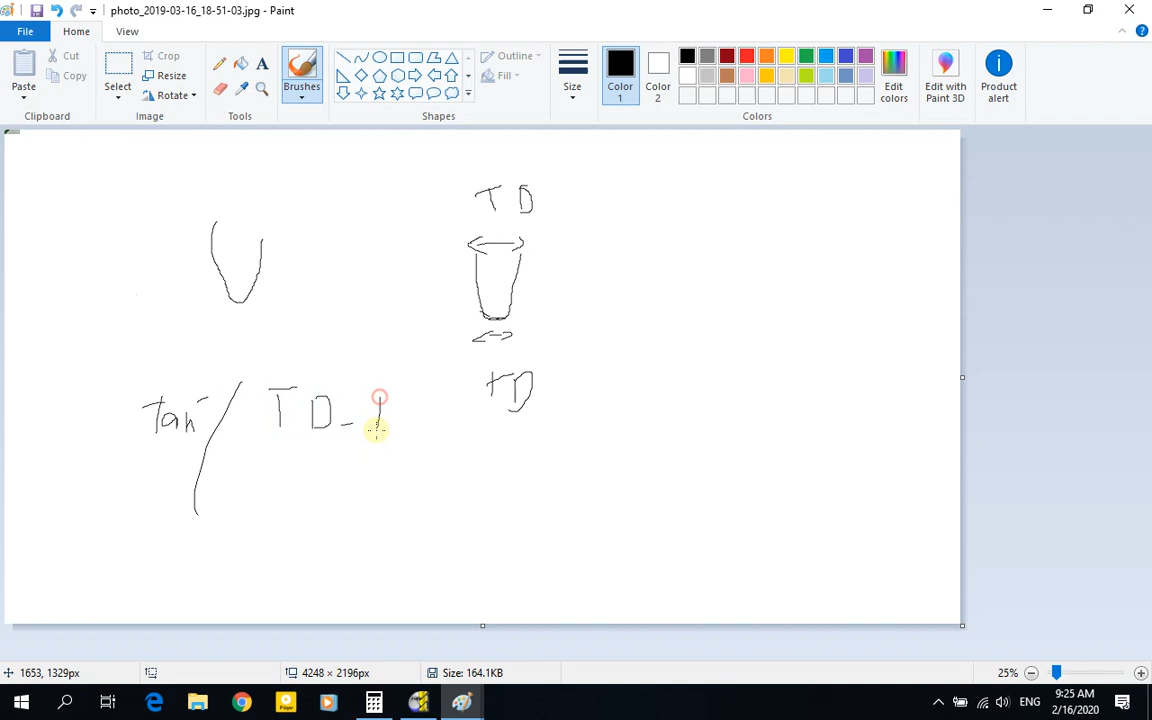 photo_2019-03-16_18-51-03.jpg - Paint
File
Home
View
Paste
Cut
Copy
Clipboard
Select
Crop
Resize
Rotate
Image
Tools
Brushes
Shapes
Outline
Fill
Size
Color
1
Color
2
Edit
colors
Colors
Edit with
Paint 3D
Product
alert
T D
TD
tan⁻ ( T D -
1653, 1329px
4248 × 2196px
Size: 164.1KB
25%
ENG
9:25 AM
2/16/2020